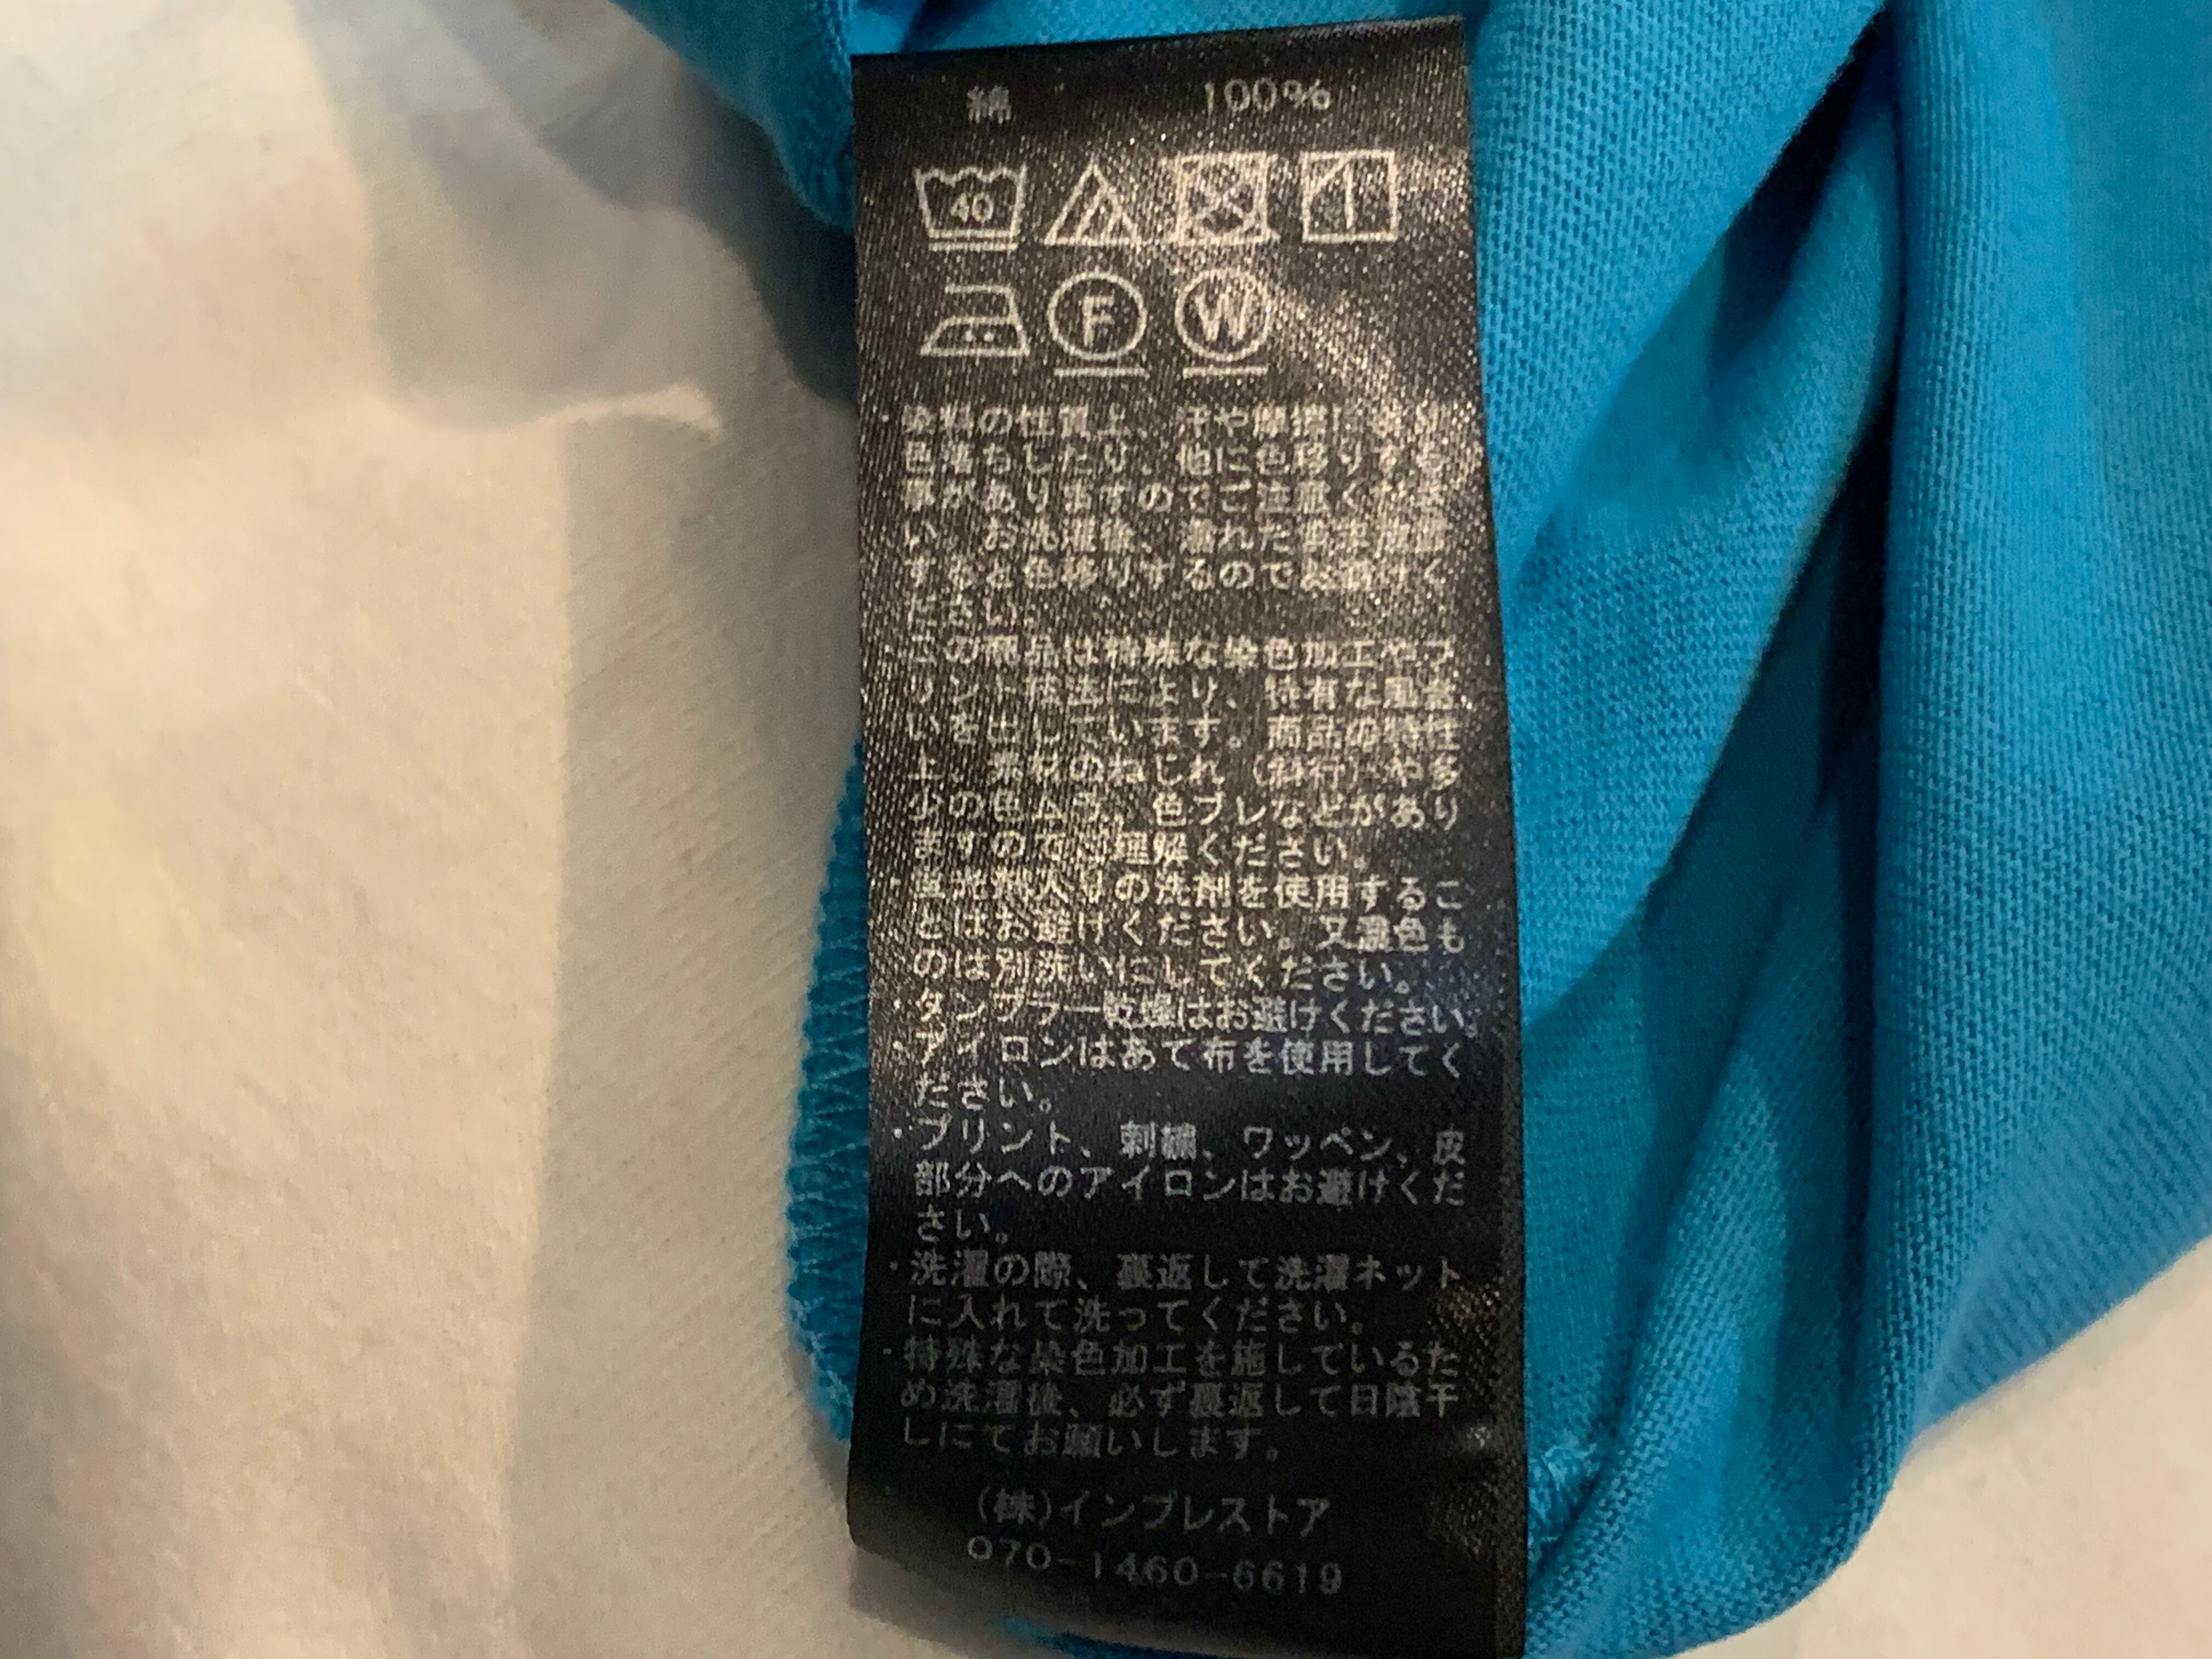 綿 100%
40
F W
・染料の性質上、汗や摩擦により
色落ちしたり、他に色移りする
事がありますのでご注意くださ
い。お洗濯後、濡れたまま放置
すると色移りするのでお避けく
ださい。
この商品は特殊な染色加工やプ
リント技法により、特有な風合
いを出しています。商品の特性
上、素材のねじれ（斜行）や多
少の色ムラ、色ブレなどがあり
ますのでご理解ください。
・蛍光剤入りの洗剤を使用するこ
とはお避けください。又濃色も
のは別洗いにしてください。
・タンブラー乾燥はお避けください。
・アイロンはあて布を使用してく
ださい。
・プリント、刺繍、ワッペン、皮
部分へのアイロンはお避けくだ
さい。
・洗濯の際、裏返して洗濯ネット
に入れて洗ってください。
・特殊な染色加工を施しているた
め洗濯後、必ず裏返して日陰干
しにてお願いします。
(株)インプレストア
070-1460-6619